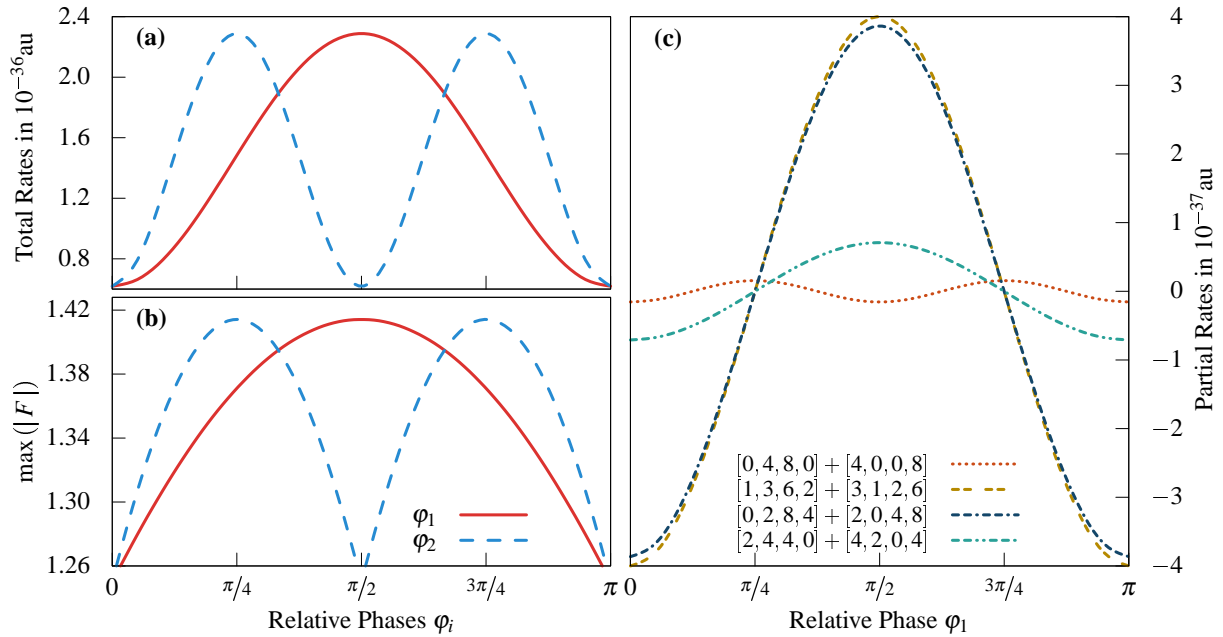 (a)
Total Rates in 10⁻³⁶au
2.4
2.0
1.6
1.2
0.8
(b)
max (|F|)
1.42
1.38
1.34
1.30
1.26
φ₁
φ₂
0 π/4 π/2 3π/4 π
Relative Phases φᵢ
(c)
4
3
2
1
0
−1
−2
−3
−4
Partial Rates in 10⁻³⁷au
[0,4,8,0] + [4,0,0,8]
[1,3,6,2] + [3,1,2,6]
[0,2,8,4] + [2,0,4,8]
[2,4,4,0] + [4,2,0,4]
0 π/4 π/2 3π/4 π
Relative Phase φ₁